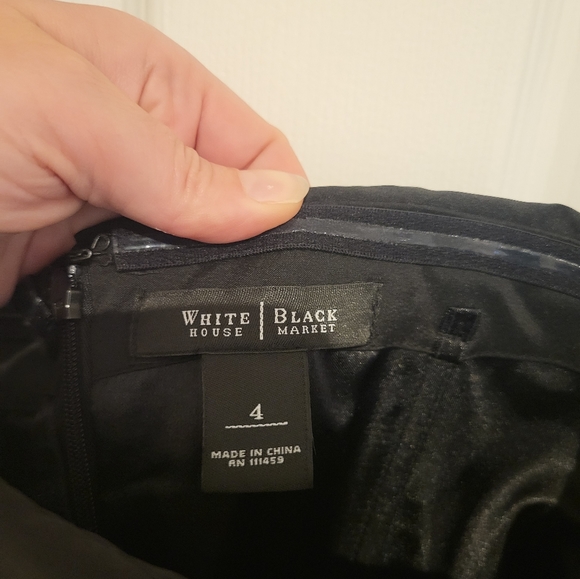 WHITE | BLACK
HOUSE | MARKET
4
MADE IN CHINA
RN 111459